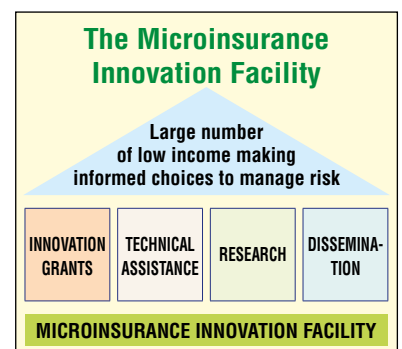 The Microinsurance
Innovation Facility
Large number
of low income making
informed choices to manage risk
INNOVATION
GRANTS
TECHNICAL
ASSISTANCE
RESEARCH
DISSEMINA-
TION
MICROINSURANCE INNOVATION FACILITY